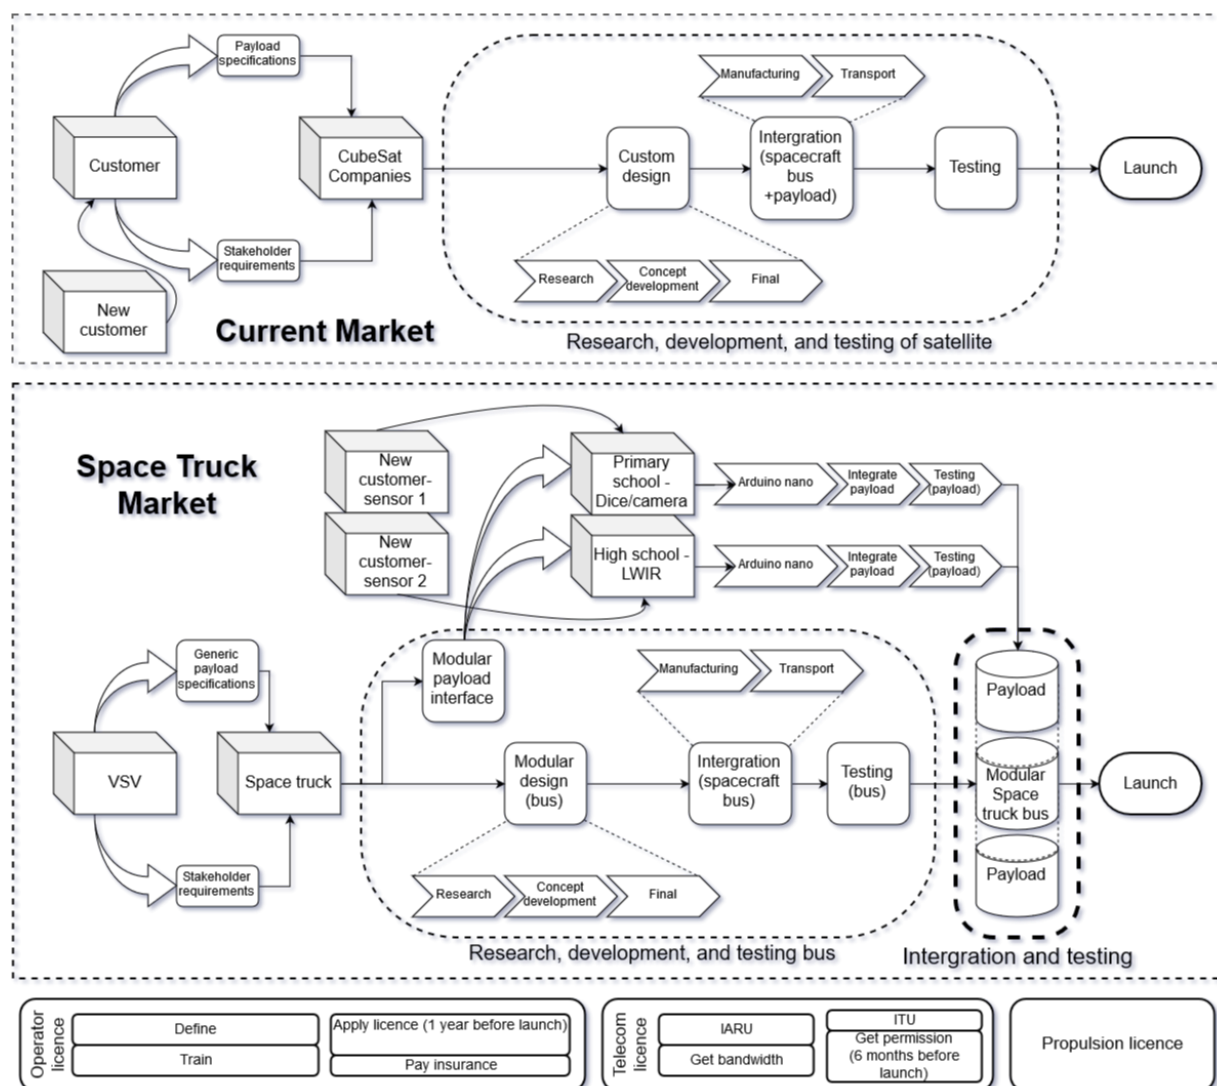 Payload
specifications
Manufacturing
Transport
Customer
CubeSat
Companies
Custom
design
Intergration
(spacecraft
bus
+payload)
Testing
Launch
Stakeholder
requirements
Research
Concept
development
Final
New
customer
Current Market
Research, development, and testing of satellite
Space Truck
Market
New
customer-
sensor 1
Primary
school -
Dice/camera
Arduino nano
Integrate
payload
Testing
(payload)
New
customer-
sensor 2
High school -
LWIR
Arduino nano
Integrate
payload
Testing
(payload)
Generic
payload
specifications
Modular
payload
interface
Manufacturing
Transport
Payload
VSV
Space truck
Modular
design
(bus)
Intergration
(spacecraft
bus)
Testing
(bus)
Modular
Space
truck bus
Launch
Stakeholder
requirements
Research
Concept
development
Final
Payload
Research, development, and testing bus
Intergration and testing
Operator
licence
Define
Train
Apply licence (1 year before launch)
Pay insurance
Telecom
licence
IARU
Get bandwidth
ITU
Get permission
(6 months before
launch)
Propulsion licence